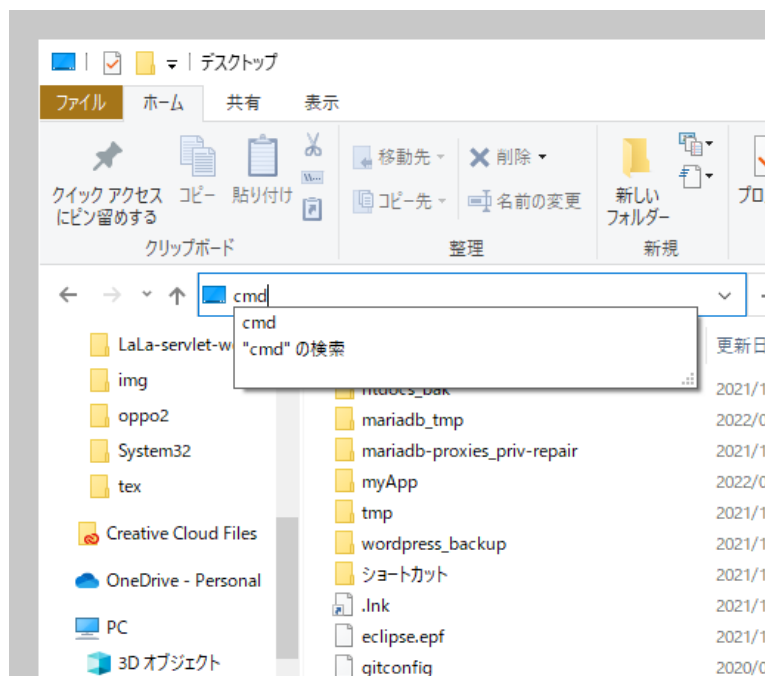 デスクトップ
ファイル ホーム 共有 表示
クイック アクセス
にピン留めする
コピー
貼り付け
移動先
コピー先
削除
名前の変更
新しい
フォルダー
プロ
クリップボード 整理 新規
cmd
cmd
"cmd" の検索
更新日
LaLa-servlet-w
img
oppo2
System32
tex
Creative Cloud Files
OneDrive - Personal
PC
3D オブジェクト
htdocs_bak 2021/1
mariadb_tmp 2022/0
mariadb-proxies_priv-repair 2021/1
myApp 2022/0
tmp 2021/1
wordpress_backup 2021/1
ショートカット 2021/1
.lnk 2021/1
eclipse.epf 2021/1
gitconfig 2020/0